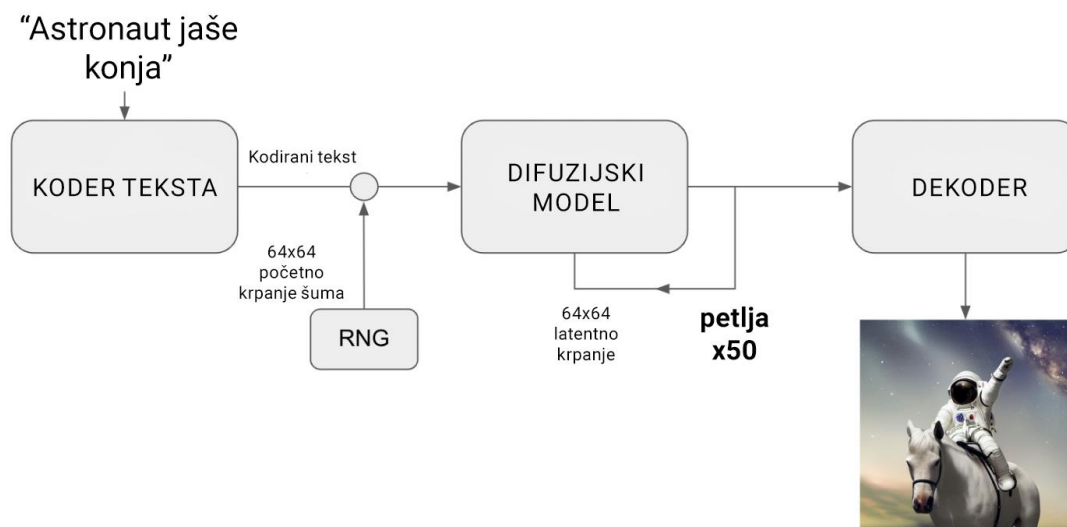 “Astronaut jaše
konja”
KODER TEKSTA
Kodirani tekst
64x64
početno
krpanje šuma
RNG
DIFUZIJSKI
MODEL
64x64
latentno
krpanje
petlja
x50
DEKODER